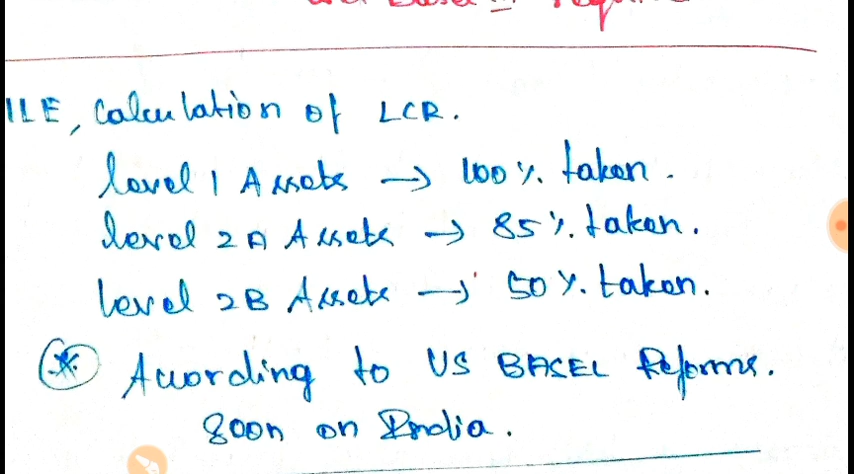 ILE, Calculation of LCR.
level 1 Assets → 100 %. taken.
level 2A Assets → 85 %. taken.
level 2B Assets → 50 %. taken.
* According to US BASEL Reforms.
soon on India.